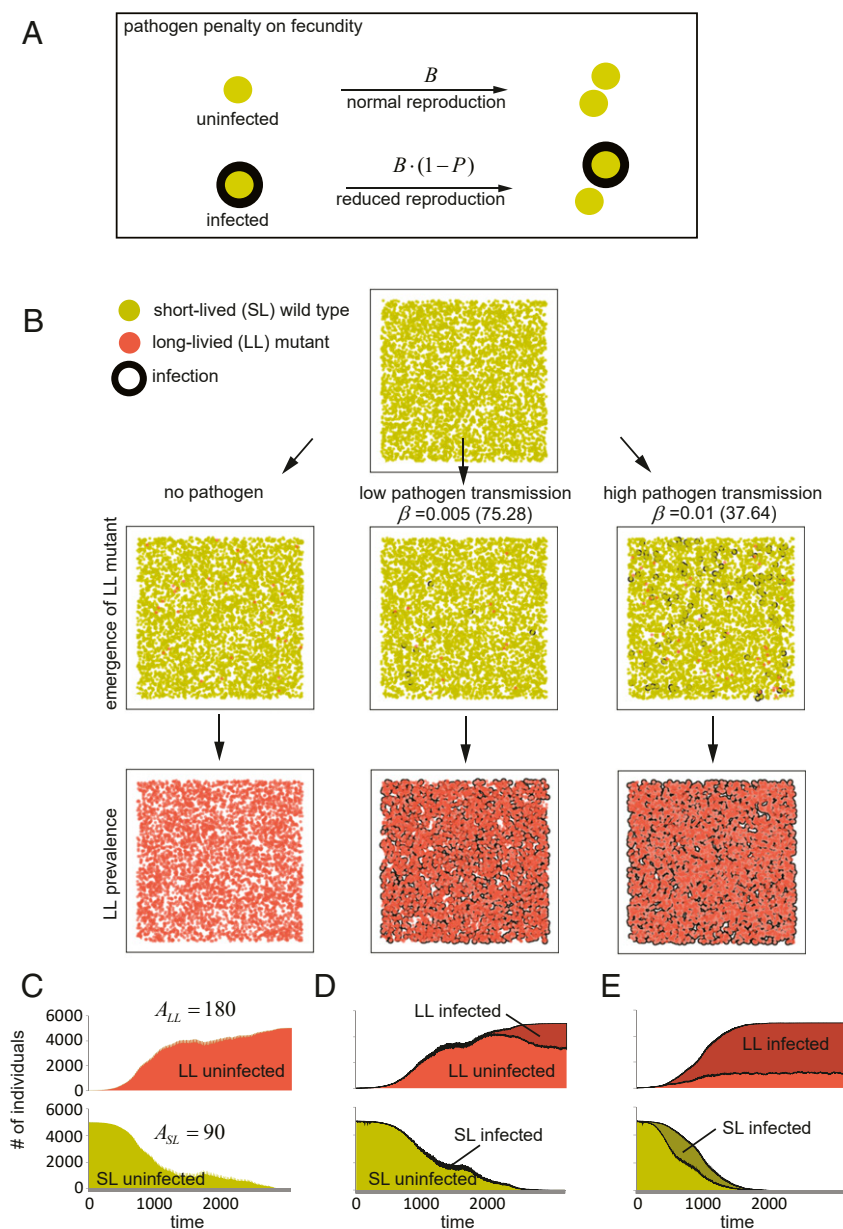 A
pathogen penalty on fecundity
B
normal reproduction
uninfected
B·(1−P)
reduced reproduction
infected
B
short-lived (SL) wild type
long-livied (LL) mutant
infection
no pathogen
low pathogen transmission
β=0.005 (75.28)
high pathogen transmission
β=0.01 (37.64)
emergence of LL mutant
LL prevalence
C
D
E
# of individuals
6000
4000
2000
0
A_LL = 180
LL uninfected
6000
4000
2000
0
A_SL = 90
SL uninfected
0
1000
2000
time
LL infected
LL uninfected
SL infected
SL uninfected
0
1000
2000
time
LL infected
SL infected
0
1000
2000
time